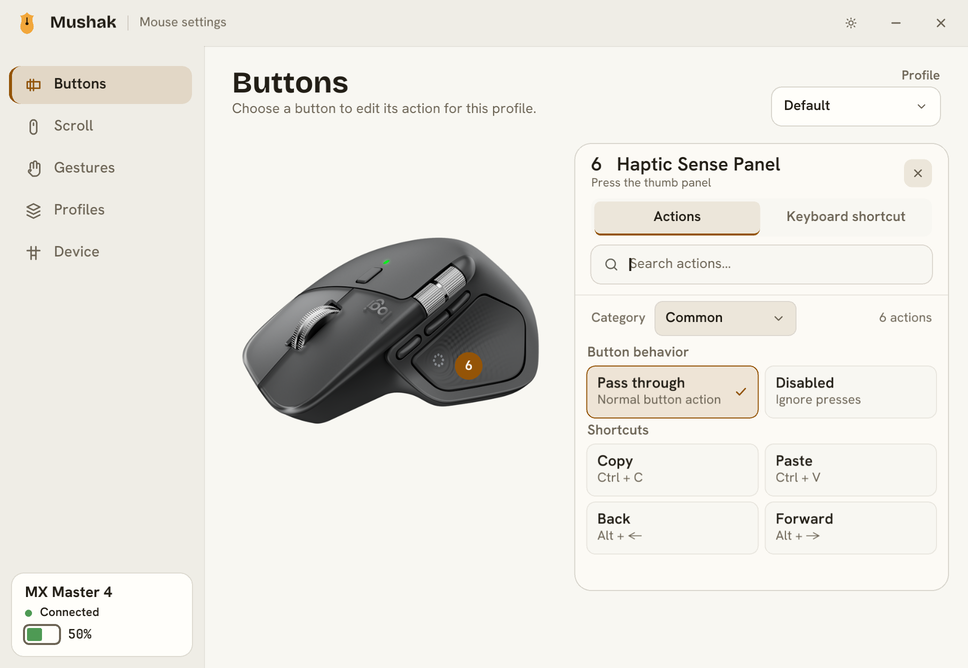 Mushak
Mouse settings
Buttons
Scroll
Gestures
Profiles
Device
MX Master 4
Connected
50%
Buttons
Choose a button to edit its action for this profile.
Profile
Default
logi
6
6 Haptic Sense Panel
Press the thumb panel
Actions
Keyboard shortcut
Search actions...
Category
Common
6 actions
Button behavior
Pass through
Normal button action
Disabled
Ignore presses
Shortcuts
Copy
Ctrl + C
Paste
Ctrl + V
Back
Alt + ←
Forward
Alt + →